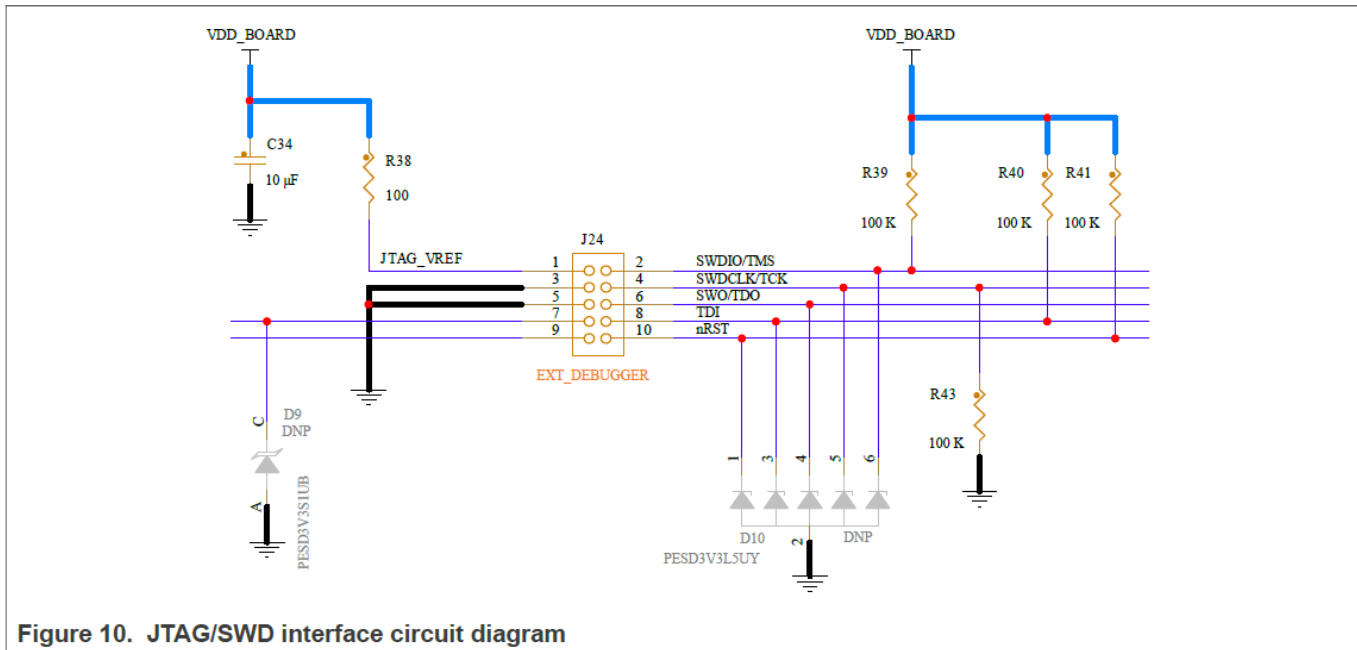 VDD_BOARD
VDD_BOARD
C34
10 µF
R38
100
R39
100 K
R40
100 K
R41
100 K
J24
JTAG_VREF
1
2
SWDIO/TMS
3
4
SWDCLK/TCK
5
6
SWO/TDO
7
8
TDI
9
10
nRST
EXT_DEBUGGER
R43
100 K
C
D9
DNP
A
PESD3V3S1UB
1
3
4
5
6
D10
2
DNP
PESD3V3L5UY
Figure 10. JTAG/SWD interface circuit diagram